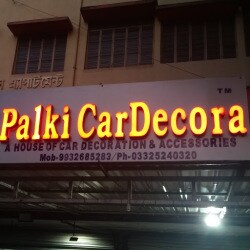 TM
Palki CarDecora
A HOUSE OF CAR DECORATION & ACCESSORIES
Mob-9932685282/Ph-03325240320